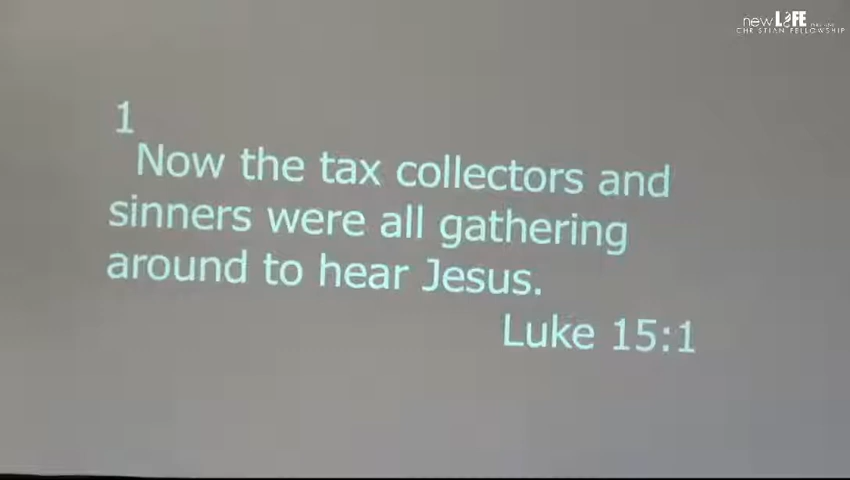 new LIFE
CHRISTIAN FELLOWSHIP
1
Now the tax collectors and
sinners were all gathering
around to hear Jesus.
Luke 15:1